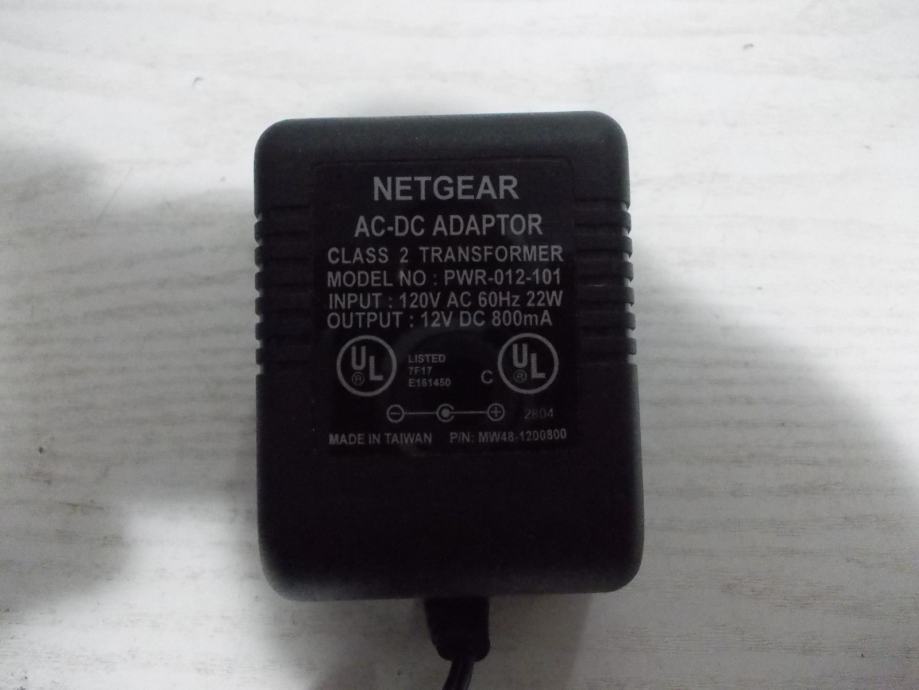 NETGEAR
AC-DC ADAPTOR
CLASS 2 TRANSFORMER
MODEL NO : PWR-012-101
INPUT : 120V AC 60Hz 22W
OUTPUT : 12V DC 800mA
UL ® LISTED 7F17 E161450 C UL ®
2804
MADE IN TAIWAN P/N: MW48-1200800